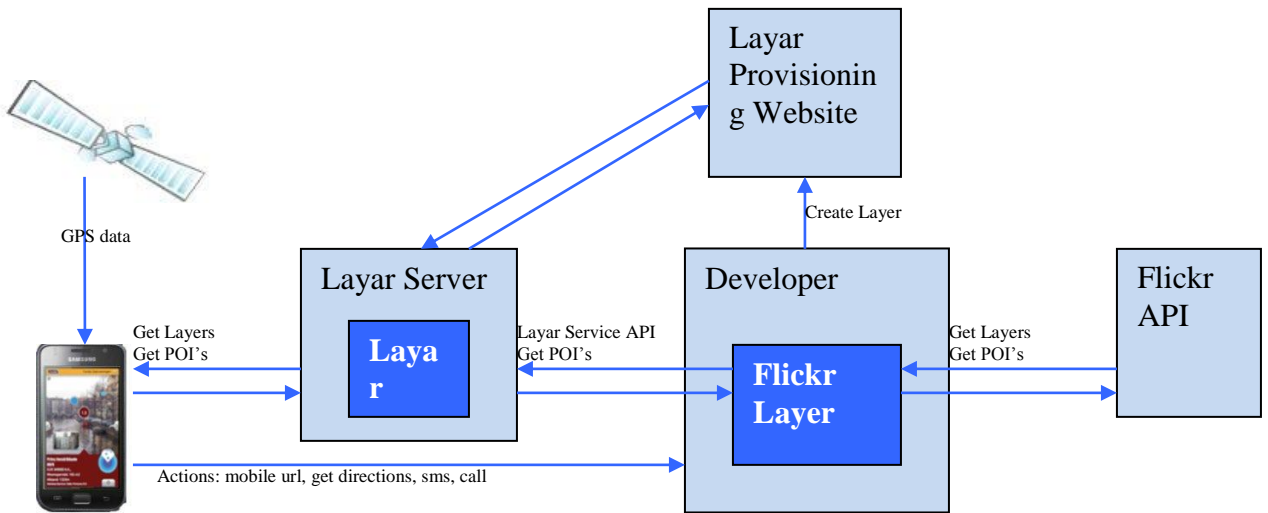 Layar
Provisionin
g Website
Create Layer
GPS data
Layar Server
Laya
r
Developer
Flickr
Layer
Flickr
API
Get Layers
Get POI's
Layar Service API
Get POI's
Get Layers
Get POI's
SAMSUNG
Actions: mobile url, get directions, sms, call